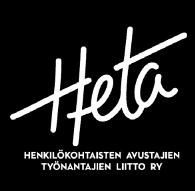 Heta
HENKILÖKOHTAISTEN AVUSTAJIEN
TYÖNANTAJIEN LIITTO RY